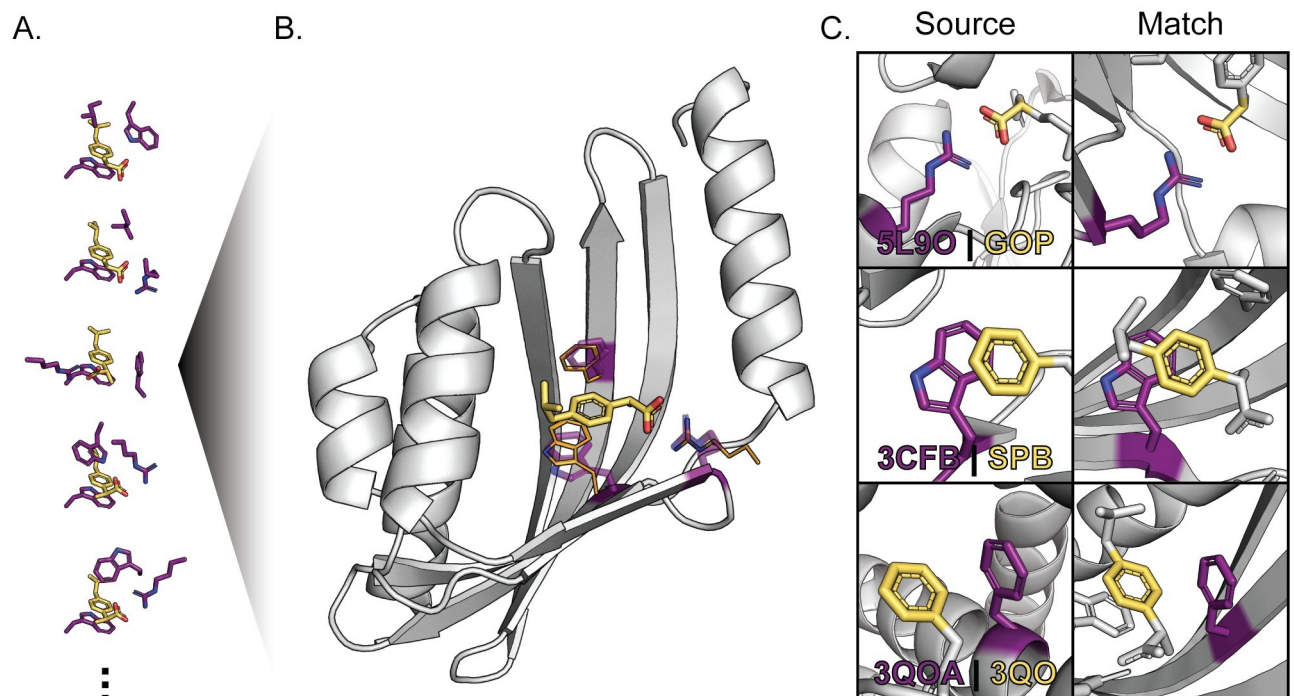 A.
B.
C.
Source
Match
5L9O | GOP
3CFB | SPB
3QOA | 3QO